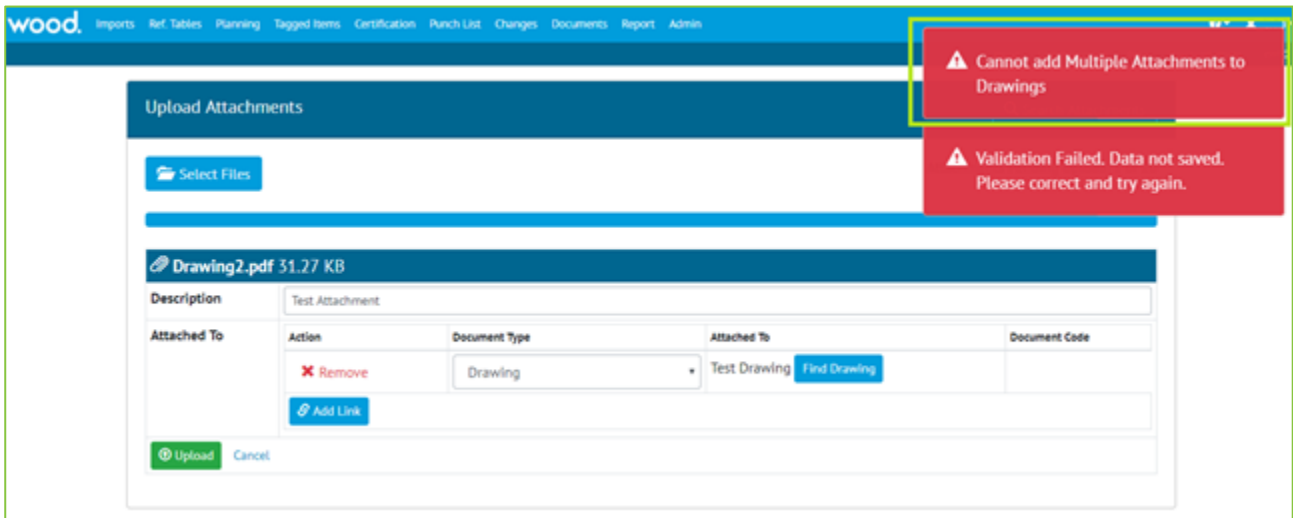 wood. Imports Ref. Tables Planning Tagged Items Certification Punch List Changes Documents Report Admin
Cannot add Multiple Attachments to
Drawings
Upload Attachments
Validation Failed. Data not saved.
Please correct and try again.
Select Files
Drawing2.pdf 31.27 KB
Description Test Attachment
Attached To Action Document Type Attached To Document Code
Remove Drawing Test Drawing Find Drawing
Add Link
Upload Cancel